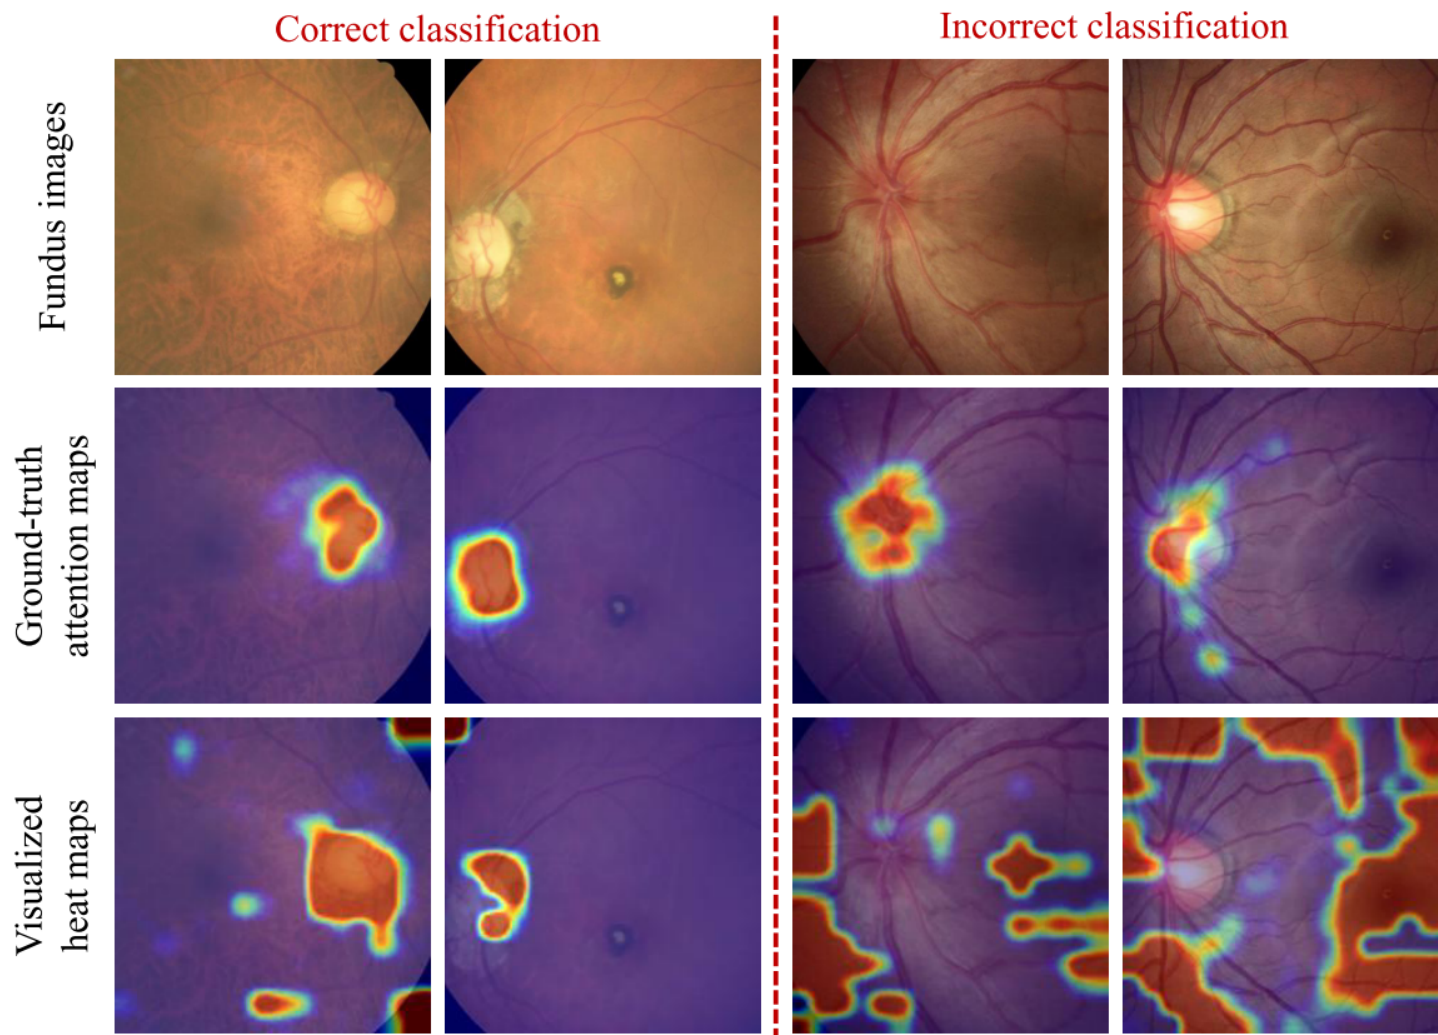 Correct classification
Incorrect classification
Fundus images
Ground-truth
attention maps
Visualized
heat maps